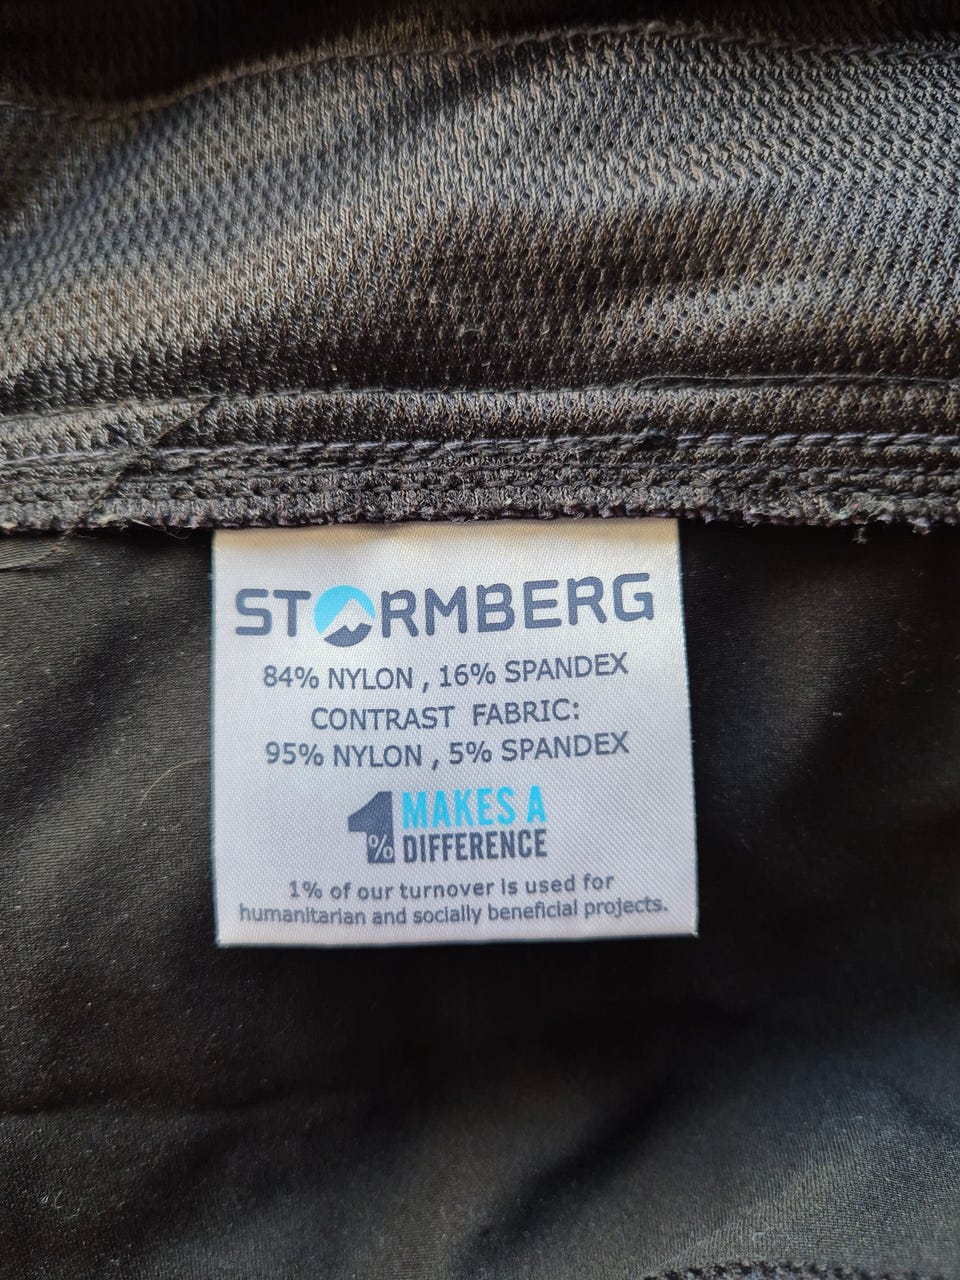 STORMBERG
84% NYLON , 16% SPANDEX
CONTRAST FABRIC:
95% NYLON , 5% SPANDEX
1% MAKES A
DIFFERENCE
1% of our turnover is used for
humanitarian and socially beneficial projects.